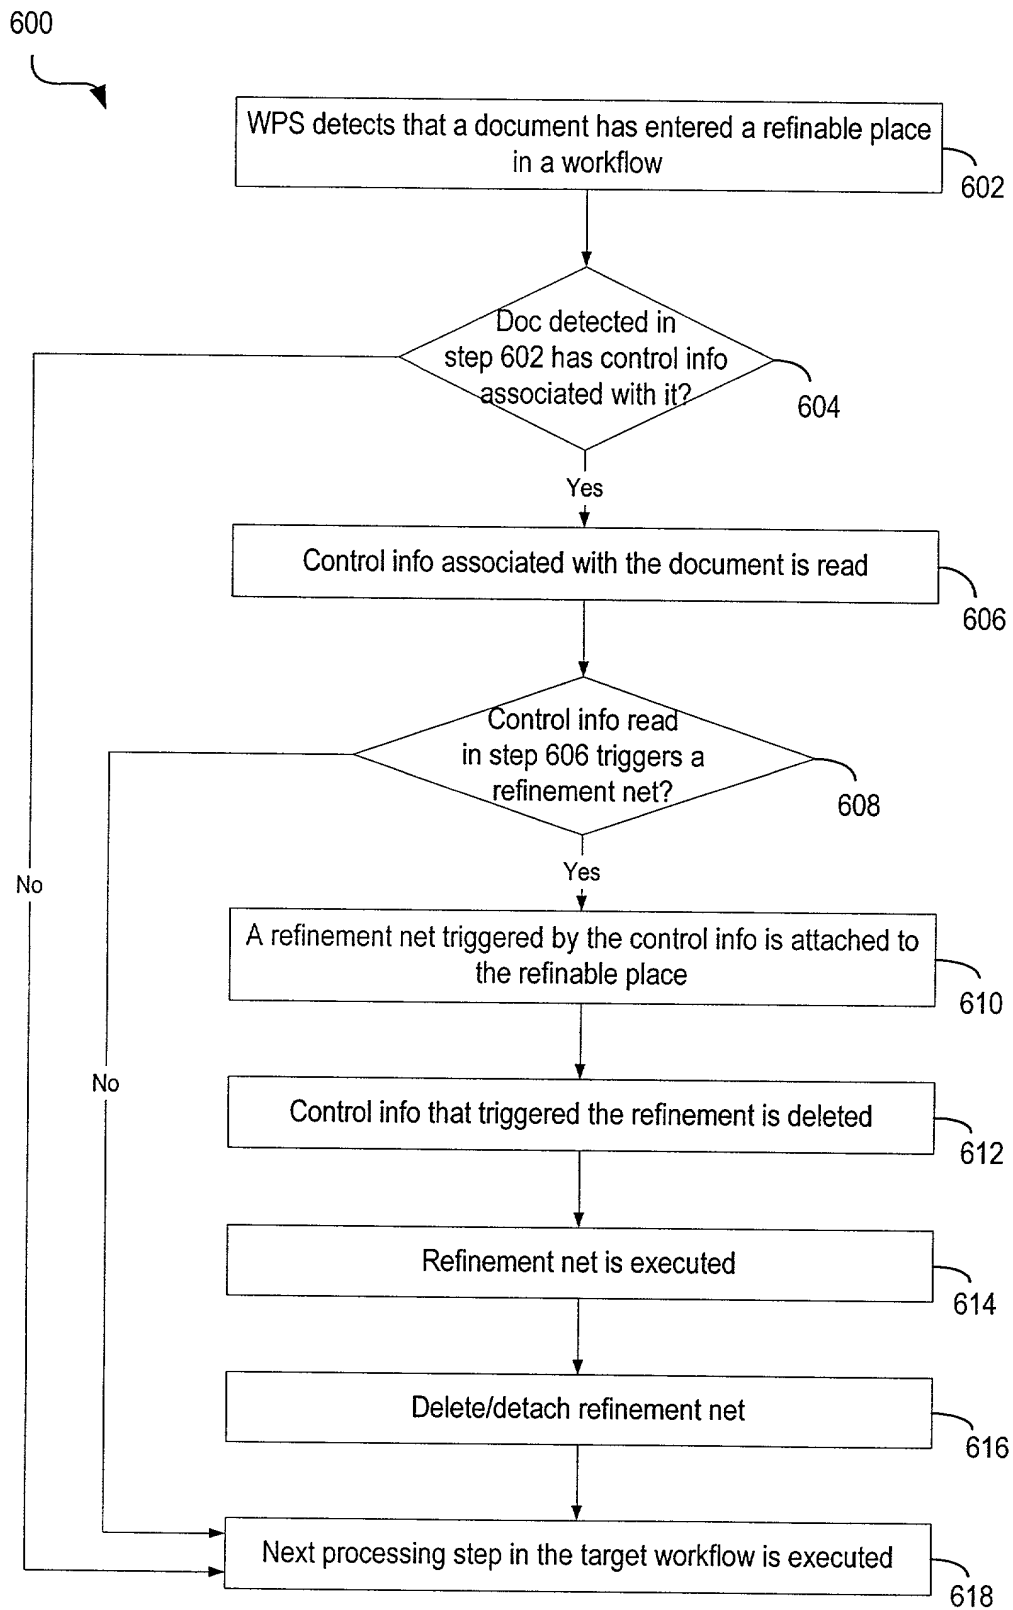 600
WPS detects that a document has entered a refinable place
in a workflow
602
Doc detected in
step 602 has control info
associated with it?
604
Yes
Control info associated with the document is read
606
Control info read
in step 606 triggers a
refinement net?
608
Yes
No
A refinement net triggered by the control info is attached to
the refinable place
610
No
Control info that triggered the refinement is deleted
612
Refinement net is executed
614
Delete/detach refinement net
616
Next processing step in the target workflow is executed
618